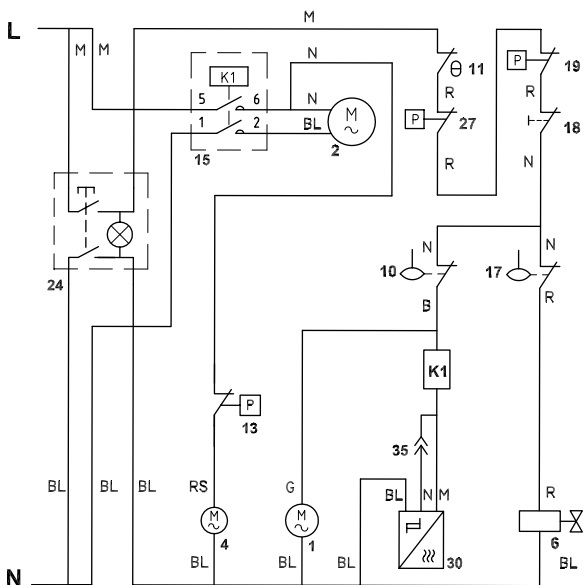 L M
M M N P 19
K1 θ 11
5 6 N R R
1 2 BL M ~ P 27 18
15 2 R N
24 N N
10 17
B R
K1
P
13
35
BL BL BL RS G BL N M R
M ~ M ~
4 1 30 6
N BL BL BL BL